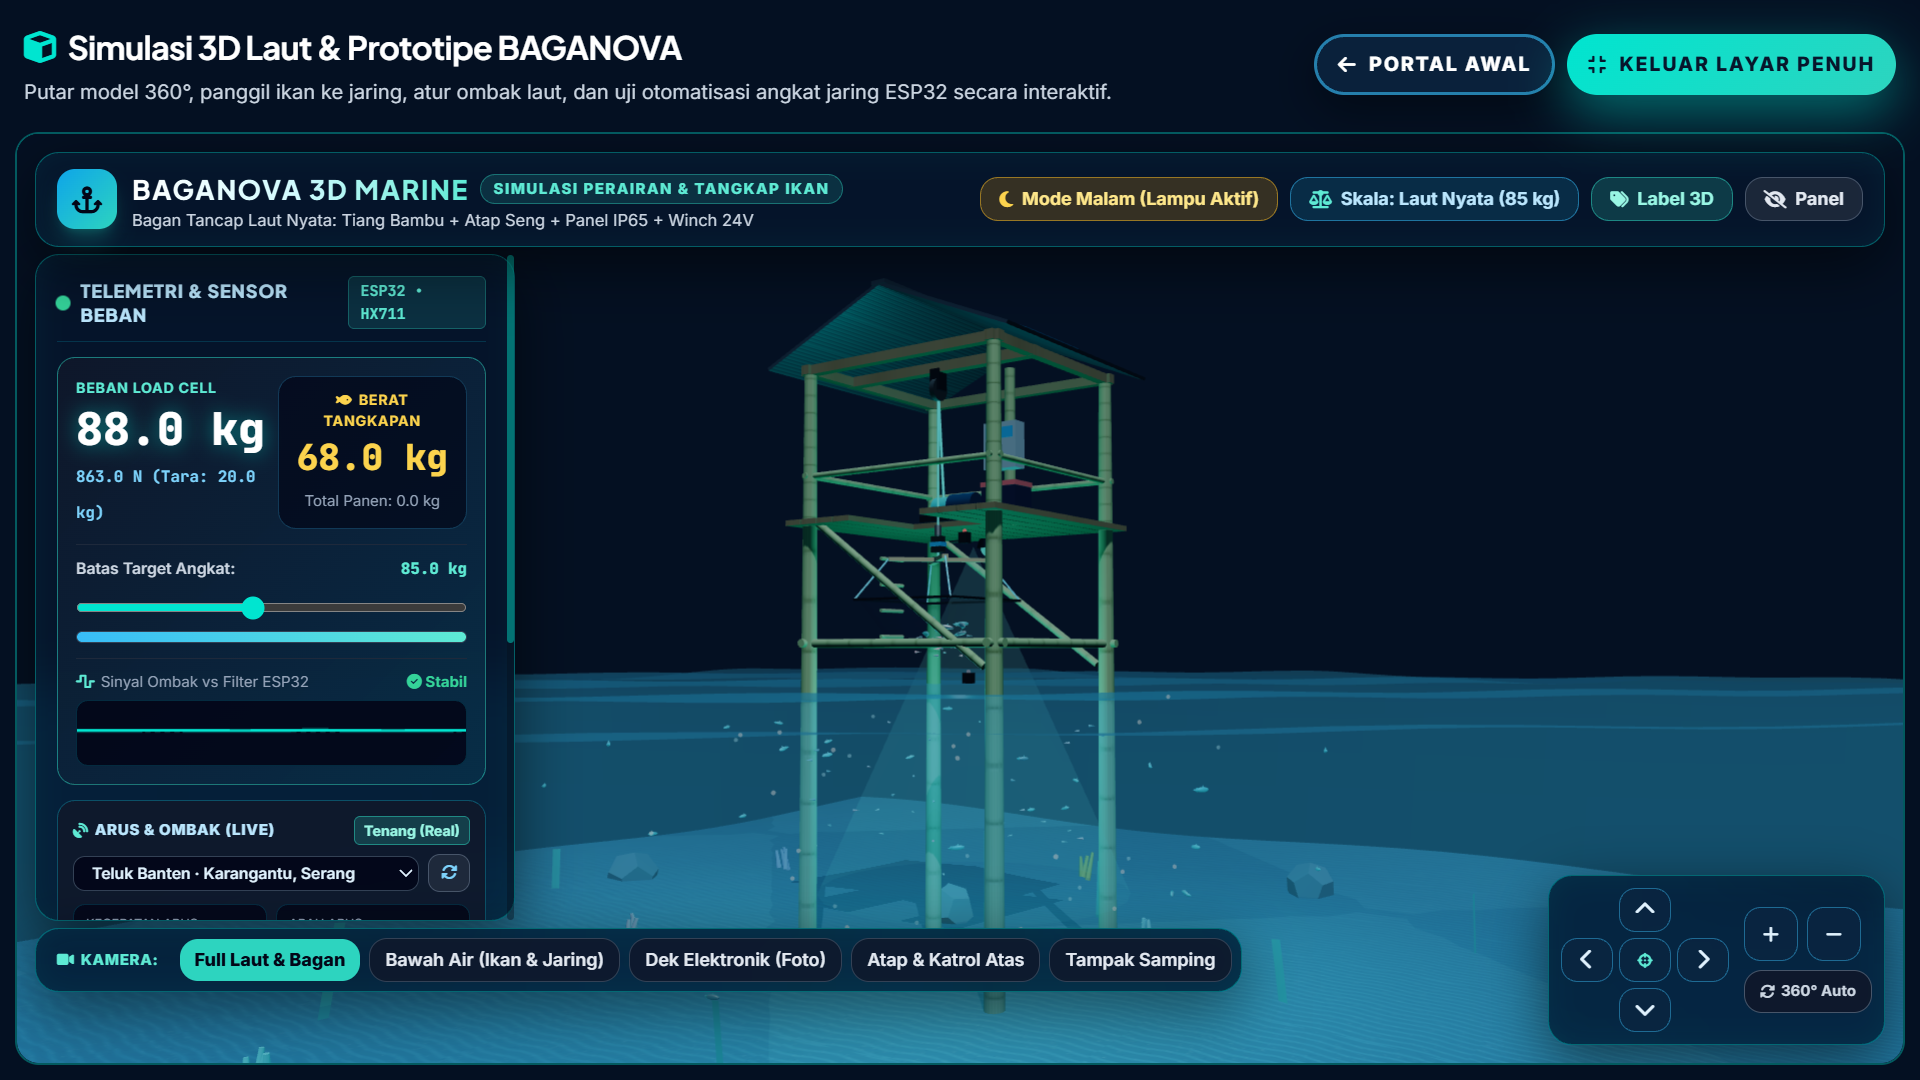 Simulasi 3D Laut & Prototipe BAGANOVA
Putar model 360°, panggil ikan ke jaring, atur ombak laut, dan uji otomatisasi angkat jaring ESP32 secara interaktif.
PORTAL AWAL
KELUAR LAYAR PENUH
BAGANOVA 3D MARINE
SIMULASI PERAIRAN & TANGKAP IKAN
Bagan Tancap Laut Nyata: Tiang Bambu + Atap Seng + Panel IP65 + Winch 24V
Mode Malam (Lampu Aktif)
Skala: Laut Nyata (85 kg)
Label 3D
Panel
TELEMETRI & SENSOR
BEBAN
ESP32 •
HX711
BEBAN LOAD CELL
88.0 kg
863.0 N (Tara: 20.0
kg)
BERAT
TANGKAPAN
68.0 kg
Total Panen: 0.0 kg
Batas Target Angkat:
85.0 kg
Sinyal Ombak vs Filter ESP32
Stabil
ARUS & OMBAK (LIVE)
Tenang (Real)
Teluk Banten · Karangantu, Serang
KECEPATAN ARUS
ARAH ARUS
KAMERA:
Full Laut & Bagan
Bawah Air (Ikan & Jaring)
Dek Elektronik (Foto)
Atap & Katrol Atas
Tampak Samping
+
−
360° Auto